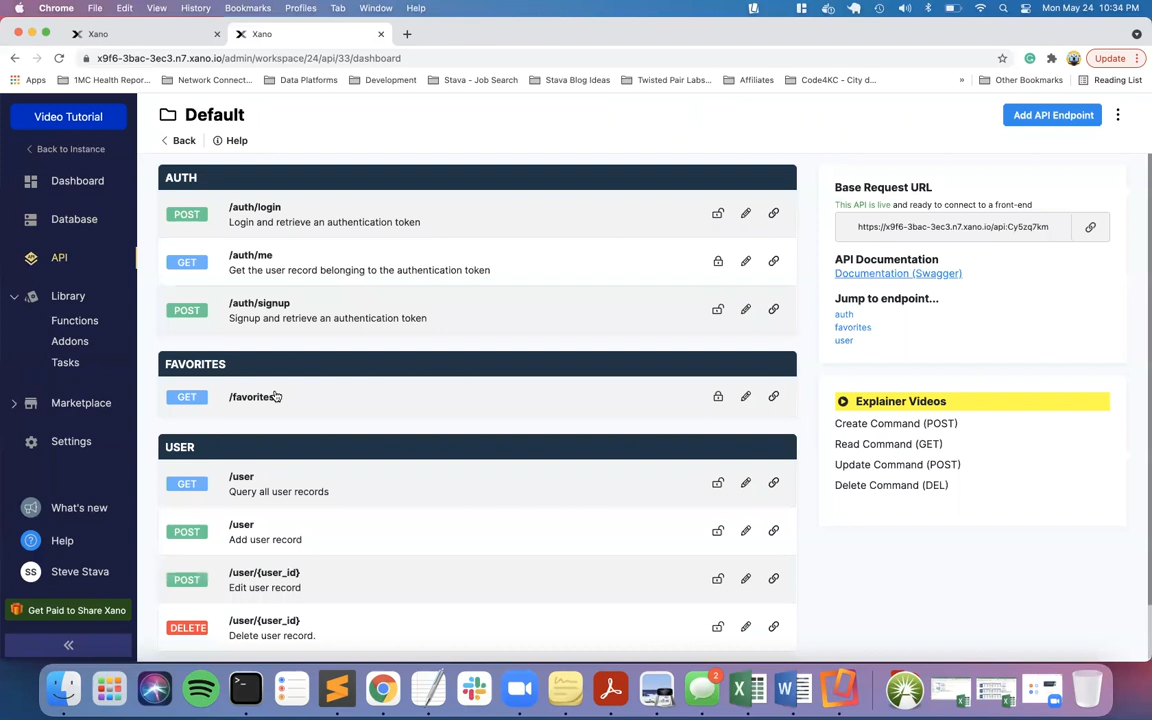 Chrome File Edit View History Bookmarks Profiles Tab Window Help Mon May 24 10:34 PM
Xano Xano
x9f6-3bac-3ec3.n7.xano.io/admin/workspace/24/api/33/dashboard Update
Apps 1MC Health Repor... Network Connect... Data Platforms Development Stava - Job Search Stava Blog Ideas Twisted Pair Labs... Affiliates Code4KC - City d... » Other Bookmarks Reading List
Video Tutorial
Back to Instance
Dashboard
Database
API
Library
Functions
Addons
Tasks
Marketplace
Settings
What's new
Help
SS Steve Stava
Get Paid to Share Xano
Default
Add API Endpoint
Back Help
AUTH
POST /auth/login
Login and retrieve an authentication token
GET /auth/me
Get the user record belonging to the authentication token
POST /auth/signup
Signup and retrieve an authentication token
FAVORITES
GET /favorites
USER
GET /user
Query all user records
POST /user
Add user record
POST /user/{user_id}
Edit user record
DELETE /user/{user_id}
Delete user record.
Base Request URL
This API is live and ready to connect to a front-end
https://x9f6-3bac-3ec3.n7.xano.io/api:Cy5zq7km
API Documentation
Documentation (Swagger)
Jump to endpoint...
auth
favorites
user
Explainer Videos
Create Command (POST)
Read Command (GET)
Update Command (POST)
Delete Command (DEL)
2